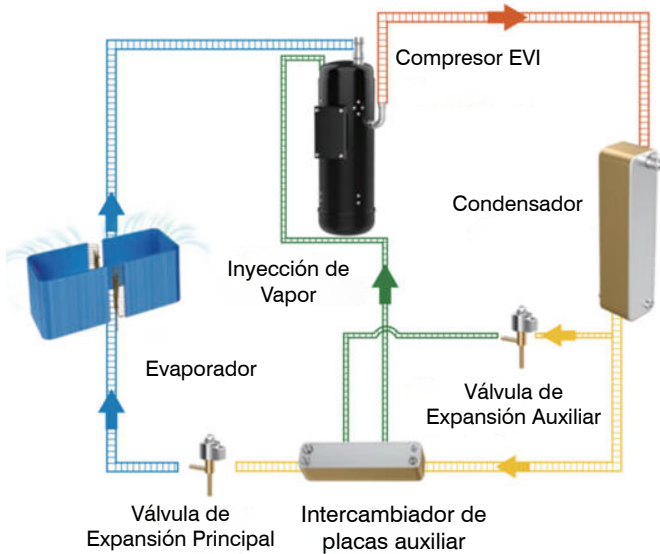 Compresor EVI
Condensador
Inyección de
Vapor
Evaporador
Válvula de
Expansión Auxiliar
Válvula de
Expansión Principal
Intercambiador de
placas auxiliar